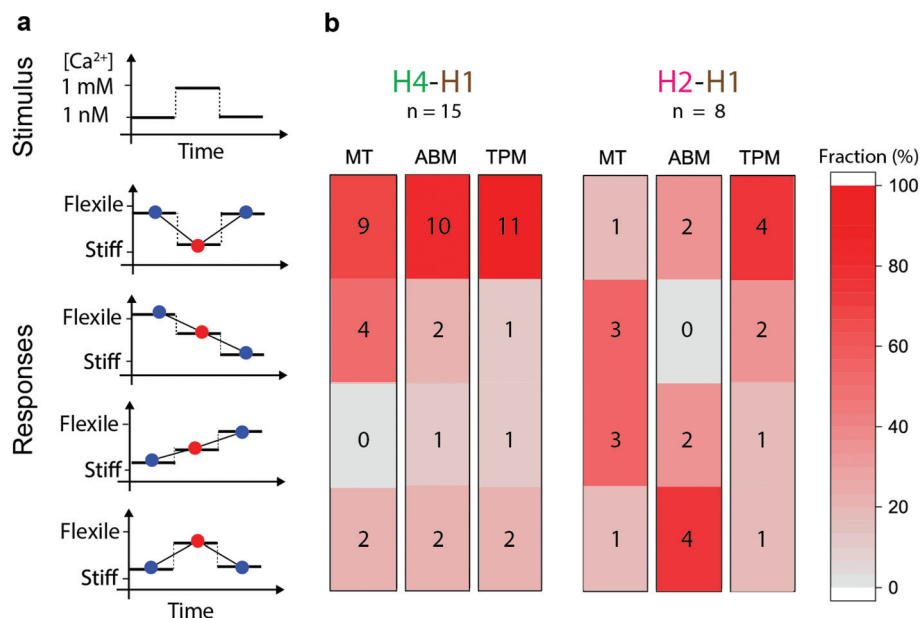 a
Stimulus
[Ca²⁺]
1 mM
1 nM
Time
Responses
Flexile
Stiff
Flexile
Stiff
Flexile
Stiff
Flexile
Stiff
Time
b
H4-H1
n = 15
H2-H1
n = 8
MT ABM TPM
9 10 11
4 2 1
0 1 1
2 2 2
MT ABM TPM
1 2 4
3 0 2
3 2 1
1 4 1
Fraction (%)
100
80
60
40
20
0